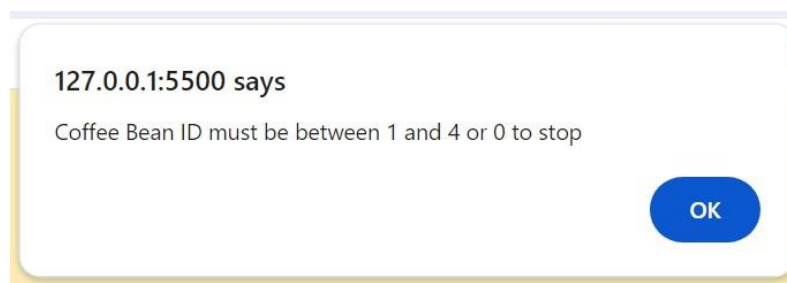 127.0.0.1:5500 says
Coffee Bean ID must be between 1 and 4 or 0 to stop
OK